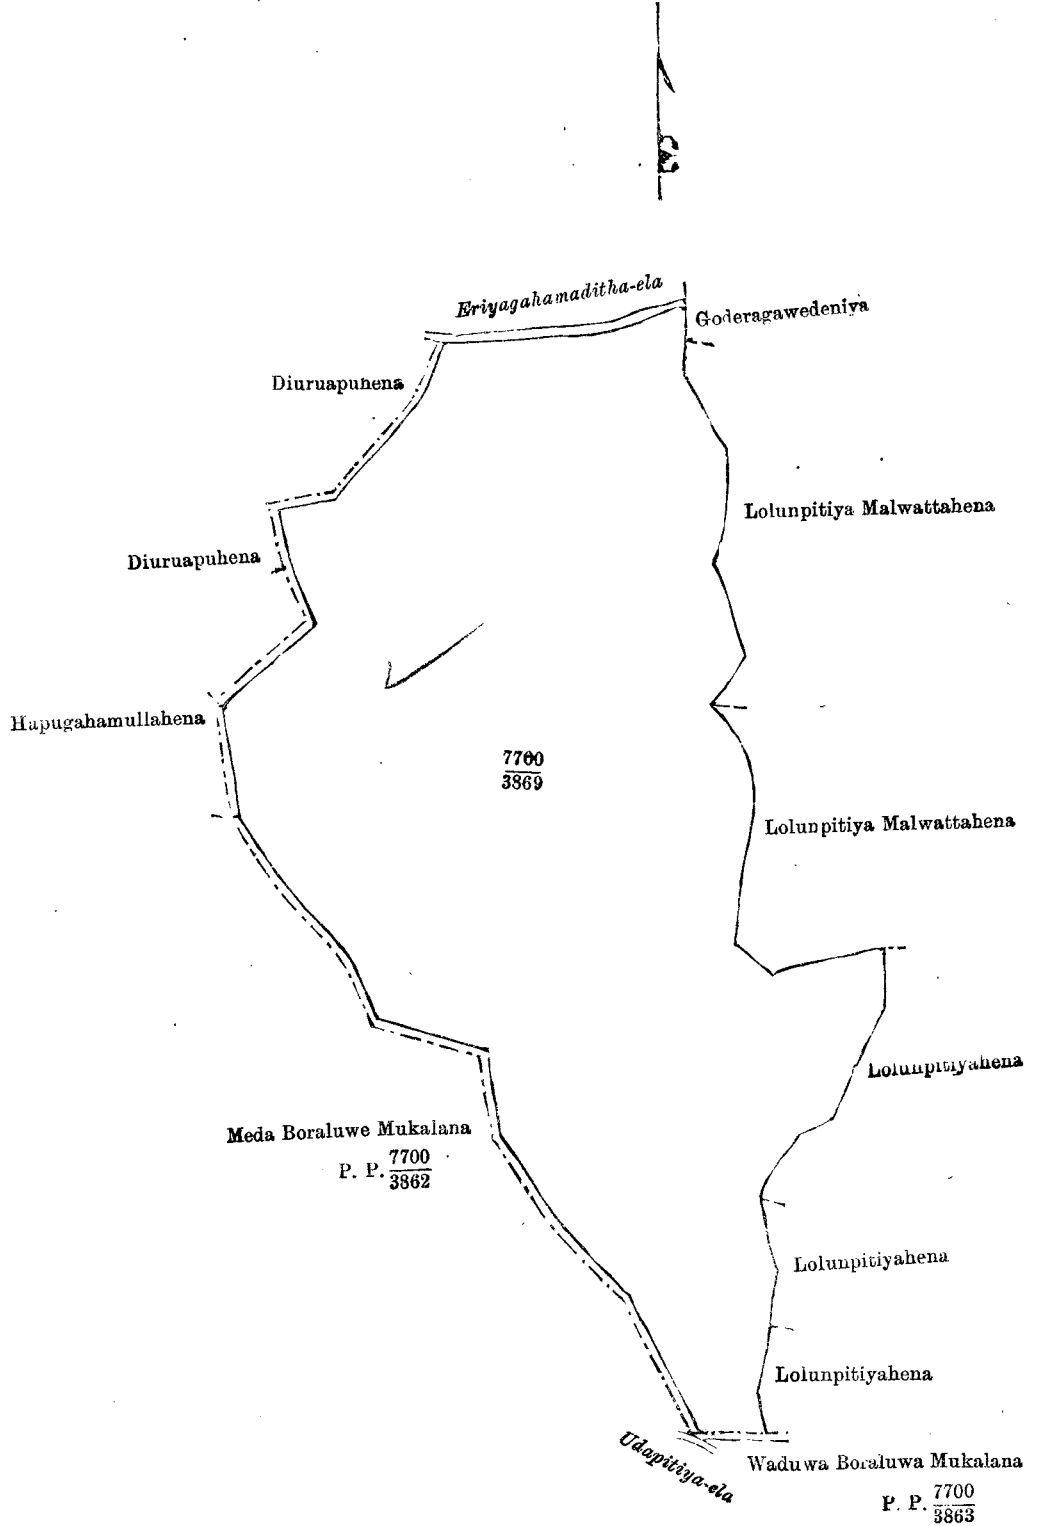 Eriyagahamaditha-ela
Goderagawedeniya
Diuruapuhena
Lolunpitiya Malwattahena
Diuruapuhena
Hapugahamullahena
7700
3869
Lolunpitiya Malwattahena
Lolunpitiyahena
Meda Boraluwe Mukalana
P. P. 7700
3862
Lolunpitiyahena
Lolunpitiyahena
Udapitiya-ela
Waduwa Boraluwa Mukalana
P. P. 7700
3863